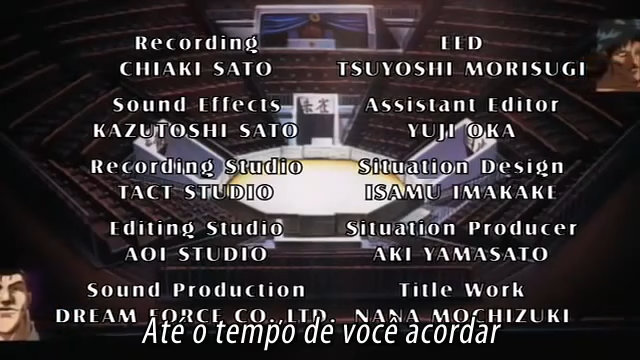 Recording
CHIAKI SATO
Sound Effects
KAZUTOSHI SATO
Recording Studio
TACT STUDIO
Editing Studio
AOI STUDIO
Sound Production
DREAM FORCE CO.,LTD.
EED
TSUYOSHI MORISUGI
Assistant Editor
YUJI OKA
Situation Design
ISAMU IMAKAKE
Situation Producer
AKI YAMASATO
Title Work
NANA MOCHIZUKI
朱雀
Até o tempo de você acordar